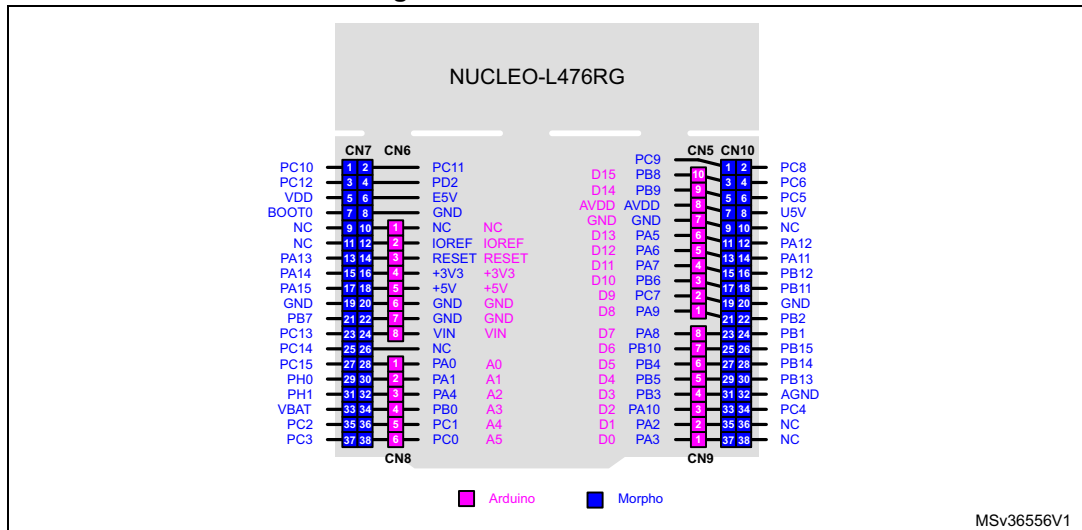 NUCLEO-L476RG
CN7 CN6 CN5 CN10
PC9
PC10 1 2 PC11 1 2 PC8
PC12 3 4 PD2 D15 PB8 10 3 4 PC6
VDD 5 6 E5V D14 PB9 9 5 6 PC5
BOOT0 7 8 GND AVDD AVDD 8 7 8 U5V
NC 9 10 1 NC NC GND GND 7 9 10 NC
NC 11 12 2 IOREF IOREF D13 PA5 6 11 12 PA12
PA13 13 14 3 RESET RESET D12 PA6 5 13 14 PA11
PA14 15 16 4 +3V3 +3V3 D11 PA7 4 15 16 PB12
PA15 17 18 5 +5V +5V D10 PB6 3 17 18 PB11
GND 19 20 6 GND GND D9 PC7 2 19 20 GND
PB7 21 22 7 GND GND D8 PA9 1 21 22 PB2
PC13 23 24 8 VIN VIN D7 PA8 8 23 24 PB1
PC14 25 26 NC D6 PB10 7 25 26 PB15
PC15 27 28 1 PA0 A0 D5 PB4 6 27 28 PB14
PH0 29 30 2 PA1 A1 D4 PB5 5 29 30 PB13
PH1 31 32 3 PA4 A2 D3 PB3 4 31 32 AGND
VBAT 33 34 4 PB0 A3 D2 PA10 3 33 34 PC4
PC2 35 36 5 PC1 A4 D1 PA2 2 35 36 NC
PC3 37 38 6 PC0 A5 D0 PA3 1 37 38 NC
CN8 CN9
Arduino Morpho
MSv36556V1